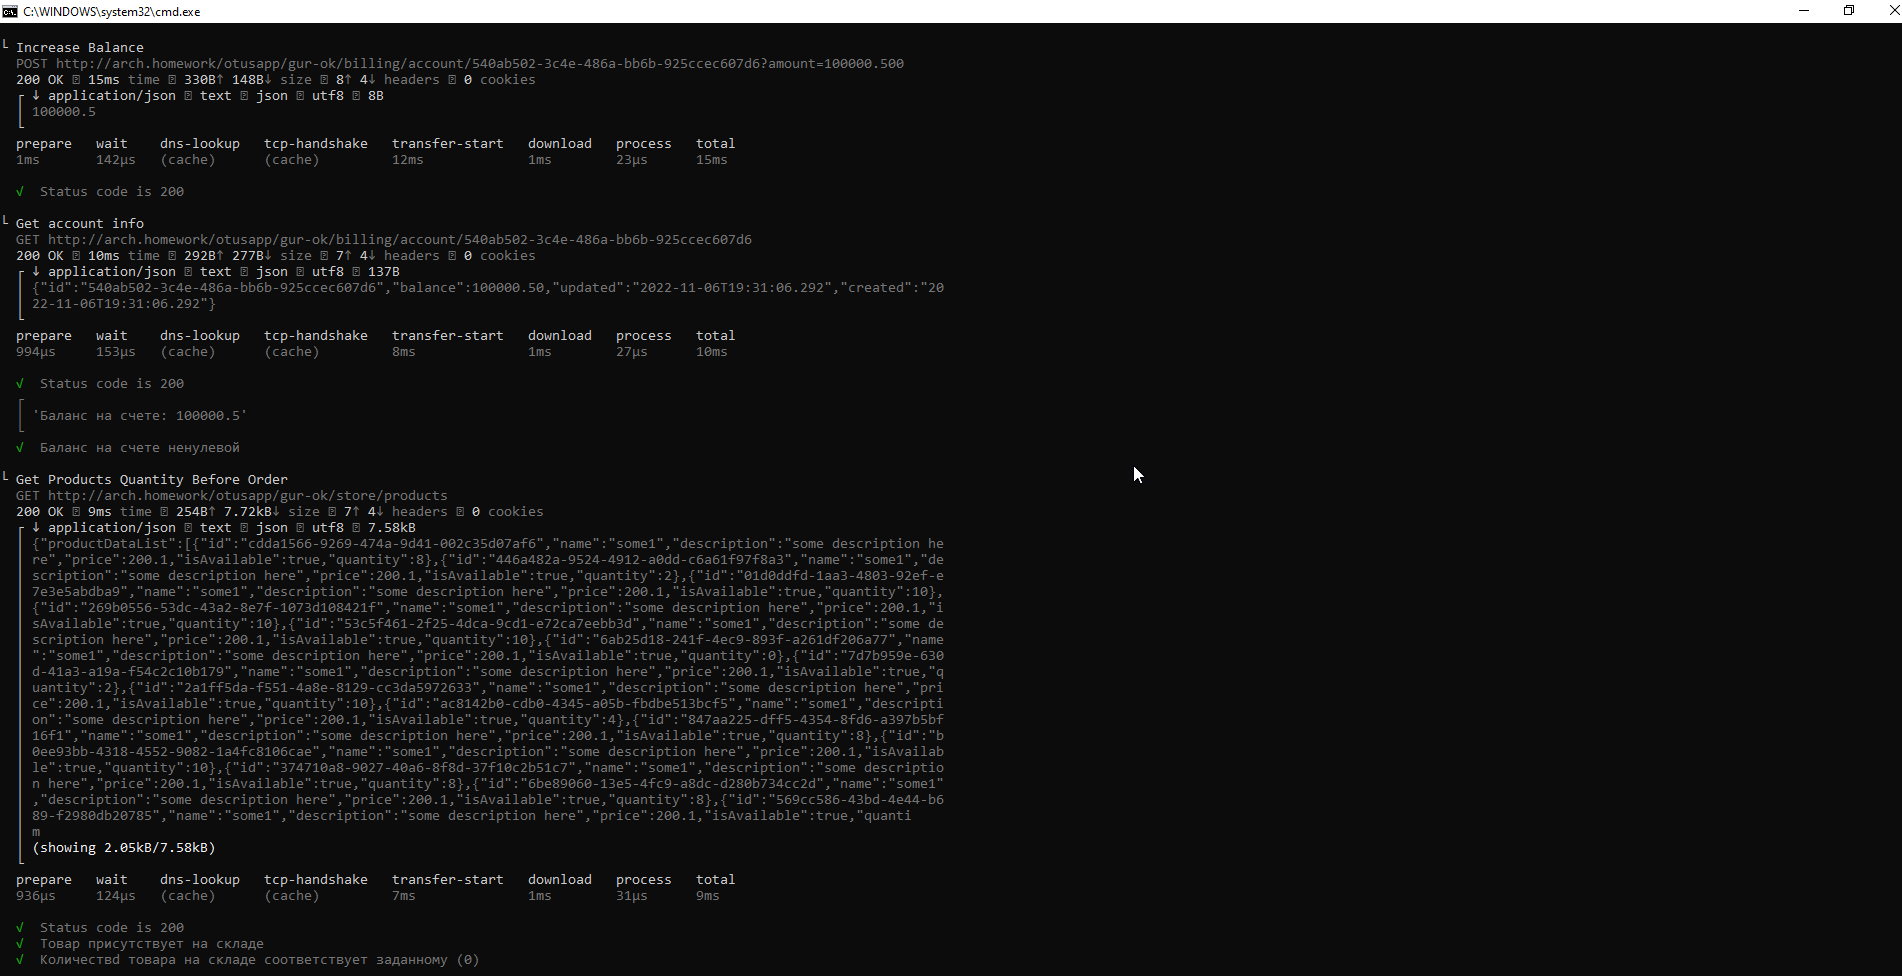 C:\WINDOWS\system32\cmd.exe
└ Increase Balance
POST http://arch.homework/otusapp/gur-ok/billing/account/540ab502-3c4e-486a-bb6b-925ccec607d6?amount=100000.500
200 OK ⍰ 15ms time ⍰ 330B↑ 148B↓ size ⍰ 8↑ 4↓ headers ⍰ 0 cookies
┌ ↓ application/json ⍰ text ⍰ json ⍰ utf8 ⍰ 8B
│ 100000.5
└
prepare wait dns-lookup tcp-handshake transfer-start download process total
1ms 142µs (cache) (cache) 12ms 1ms 23µs 15ms
√ Status code is 200
└ Get account info
GET http://arch.homework/otusapp/gur-ok/billing/account/540ab502-3c4e-486a-bb6b-925ccec607d6
200 OK ⍰ 10ms time ⍰ 292B↑ 277B↓ size ⍰ 7↑ 4↓ headers ⍰ 0 cookies
┌ ↓ application/json ⍰ text ⍰ json ⍰ utf8 ⍰ 137B
│ {"id":"540ab502-3c4e-486a-bb6b-925ccec607d6","balance":100000.50,"updated":"2022-11-06T19:31:06.292","created":"20
│ 22-11-06T19:31:06.292"}
└
prepare wait dns-lookup tcp-handshake transfer-start download process total
994µs 153µs (cache) (cache) 8ms 1ms 27µs 10ms
√ Status code is 200
┌
│ 'Баланс на счете: 100000.5'
└
√ Баланс на счете ненулевой
└ Get Products Quantity Before Order
GET http://arch.homework/otusapp/gur-ok/store/products
200 OK ⍰ 9ms time ⍰ 254B↑ 7.72kB↓ size ⍰ 7↑ 4↓ headers ⍰ 0 cookies
┌ ↓ application/json ⍰ text ⍰ json ⍰ utf8 ⍰ 7.58kB
│ {"productDataList":[{"id":"cdda1566-9269-474a-9d41-002c35d07af6","name":"some1","description":"some description he
│ re","price":200.1,"isAvailable":true,"quantity":8},{"id":"446a482a-9524-4912-a0dd-c6a61f97f8a3","name":"some1","de
│ scription":"some description here","price":200.1,"isAvailable":true,"quantity":2},{"id":"01d0ddfd-1aa3-4803-92ef-e
│ 7e3e5abdba9","name":"some1","description":"some description here","price":200.1,"isAvailable":true,"quantity":10},
│ {"id":"269b0556-53dc-43a2-8e7f-1073d108421f","name":"some1","description":"some description here","price":200.1,"i
│ sAvailable":true,"quantity":10},{"id":"53c5f461-2f25-4dca-9cd1-e72ca7eebb3d","name":"some1","description":"some de
│ scription here","price":200.1,"isAvailable":true,"quantity":10},{"id":"6ab25d18-241f-4ec9-893f-a261df206a77","name
│ ":"some1","description":"some description here","price":200.1,"isAvailable":true,"quantity":0},{"id":"7d7b959e-630
│ d-41a3-a19a-f54c2c10b179","name":"some1","description":"some description here","price":200.1,"isAvailable":true,"q
│ uantity":2},{"id":"2a1ff5da-f551-4a8e-8129-cc3da5972633","name":"some1","description":"some description here","pri
│ ce":200.1,"isAvailable":true,"quantity":10},{"id":"ac8142b0-cdb0-4345-a05b-fbdbe513bcf5","name":"some1","descripti
│ on":"some description here","price":200.1,"isAvailable":true,"quantity":4},{"id":"847aa225-dff5-4354-8fd6-a397b5bf
│ 16f1","name":"some1","description":"some description here","price":200.1,"isAvailable":true,"quantity":8},{"id":"b
│ 0ee93bb-4318-4552-9082-1a4fc8106cae","name":"some1","description":"some description here","price":200.1,"isAvailab
│ le":true,"quantity":10},{"id":"374710a8-9027-40a6-8f8d-37f10c2b51c7","name":"some1","description":"some descriptio
│ n here","price":200.1,"isAvailable":true,"quantity":8},{"id":"6be89060-13e5-4fc9-a8dc-d280b734cc2d","name":"some1"
│ ,"description":"some description here","price":200.1,"isAvailable":true,"quantity":8},{"id":"569cc586-43bd-4e44-b6
│ 89-f2980db20785","name":"some1","description":"some description here","price":200.1,"isAvailable":true,"quanti
│ m
│ (showing 2.05kB/7.58kB)
└
prepare wait dns-lookup tcp-handshake transfer-start download process total
936µs 124µs (cache) (cache) 7ms 1ms 31µs 9ms
√ Status code is 200
√ Товар присутствует на складе
√ Количествd товара на складе соответствует заданному (0)